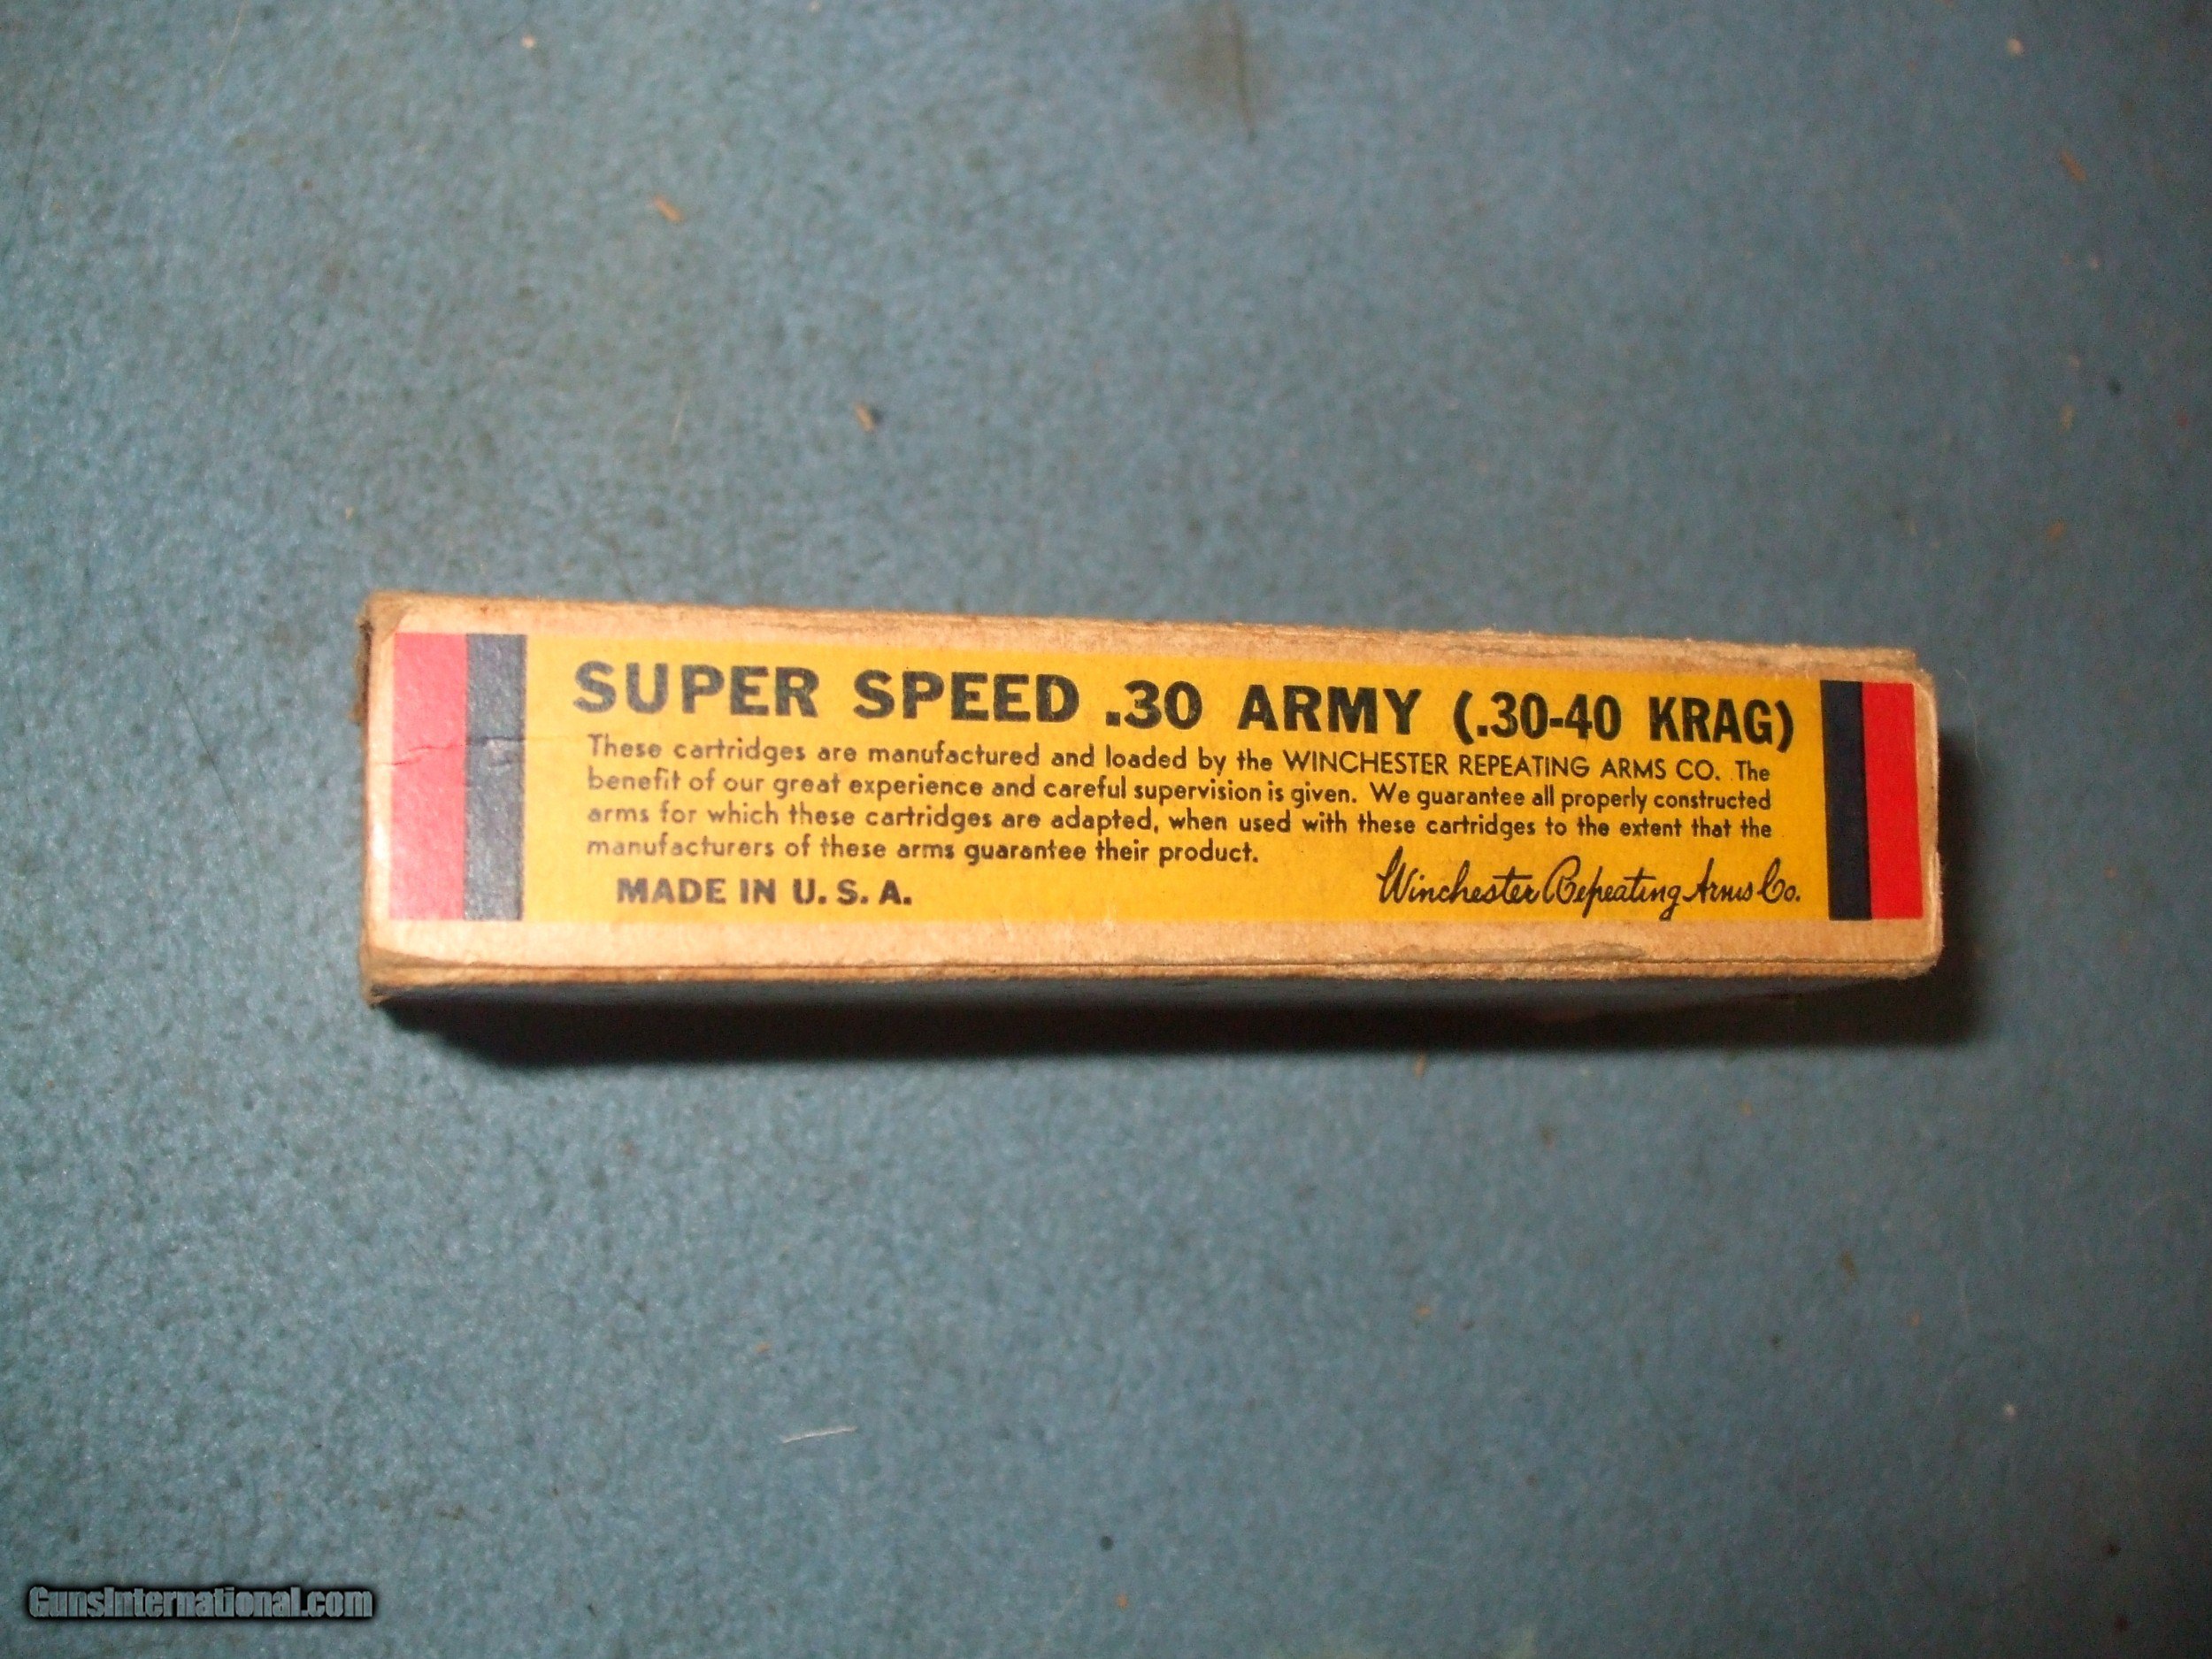 SUPER SPEED .30 ARMY (.30-40 KRAG)
These cartridges are manufactured and loaded by the WINCHESTER REPEATING ARMS CO. The
benefit of our great experience and careful supervision is given. We guarantee all properly constructed
arms for which these cartridges are adapted, when used with these cartridges to the extent that the
manufacturers of these arms guarantee their product.
MADE IN U. S. A.
Winchester Repeating Arms Co.
GunsInternational.com